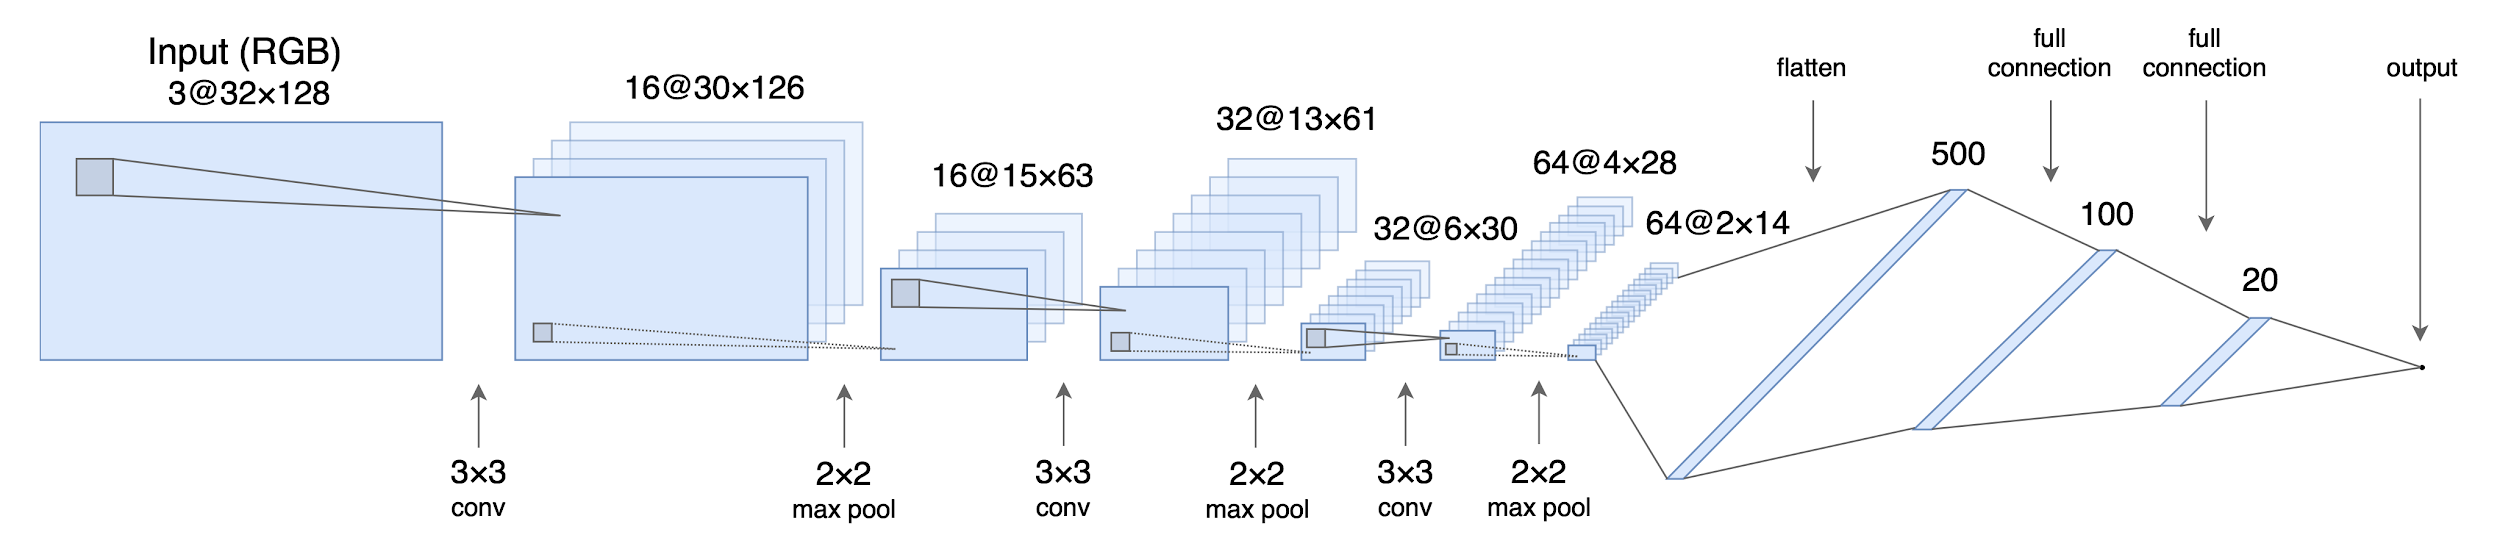 Input (RGB)
3@32×128
16@30×126
16@15×63
32@13×61
32@6×30
64@4×28
64@2×14
flatten
500
full
connection
100
full
connection
20
output
3×3
conv
2×2
max pool
3×3
conv
2×2
max pool
3×3
conv
2×2
max pool